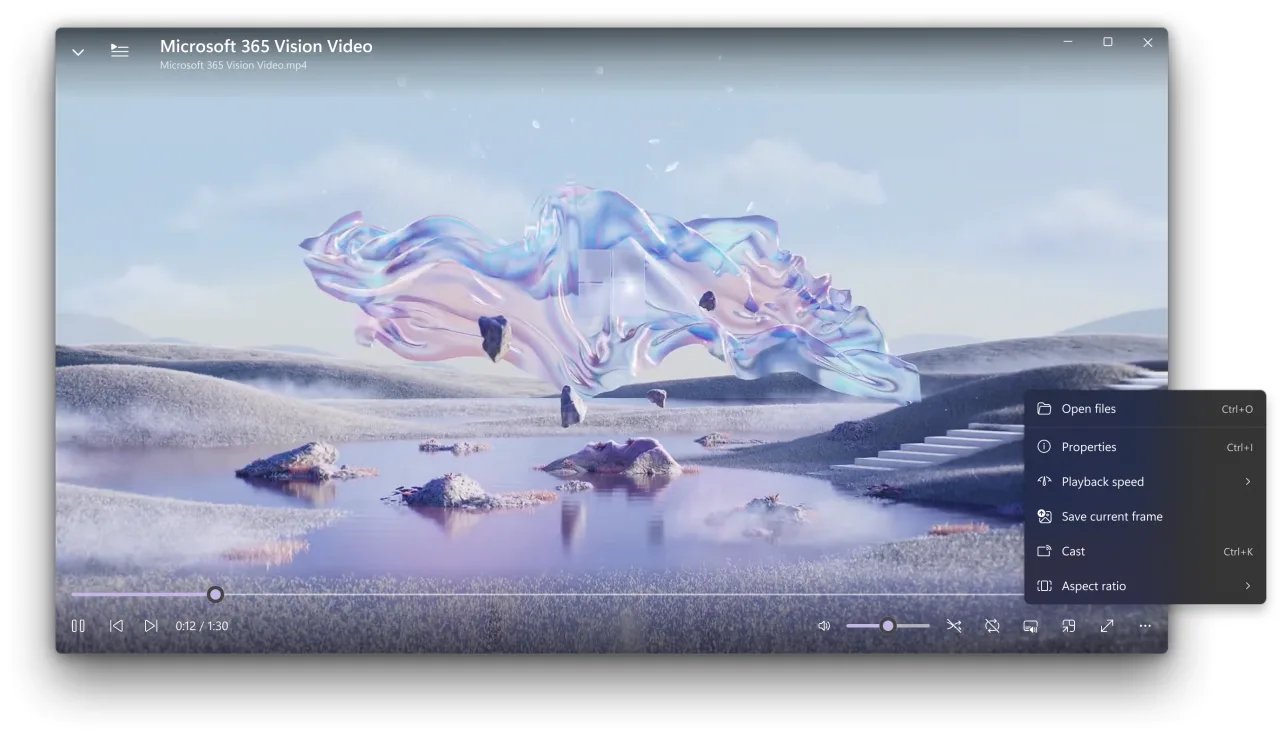 Microsoft 365 Vision Video
Microsoft 365 Vision Video.mp4
Open files Ctrl+O
Properties Ctrl+I
Playback speed
Save current frame
Cast Ctrl+K
Aspect ratio
0:12 / 1:30